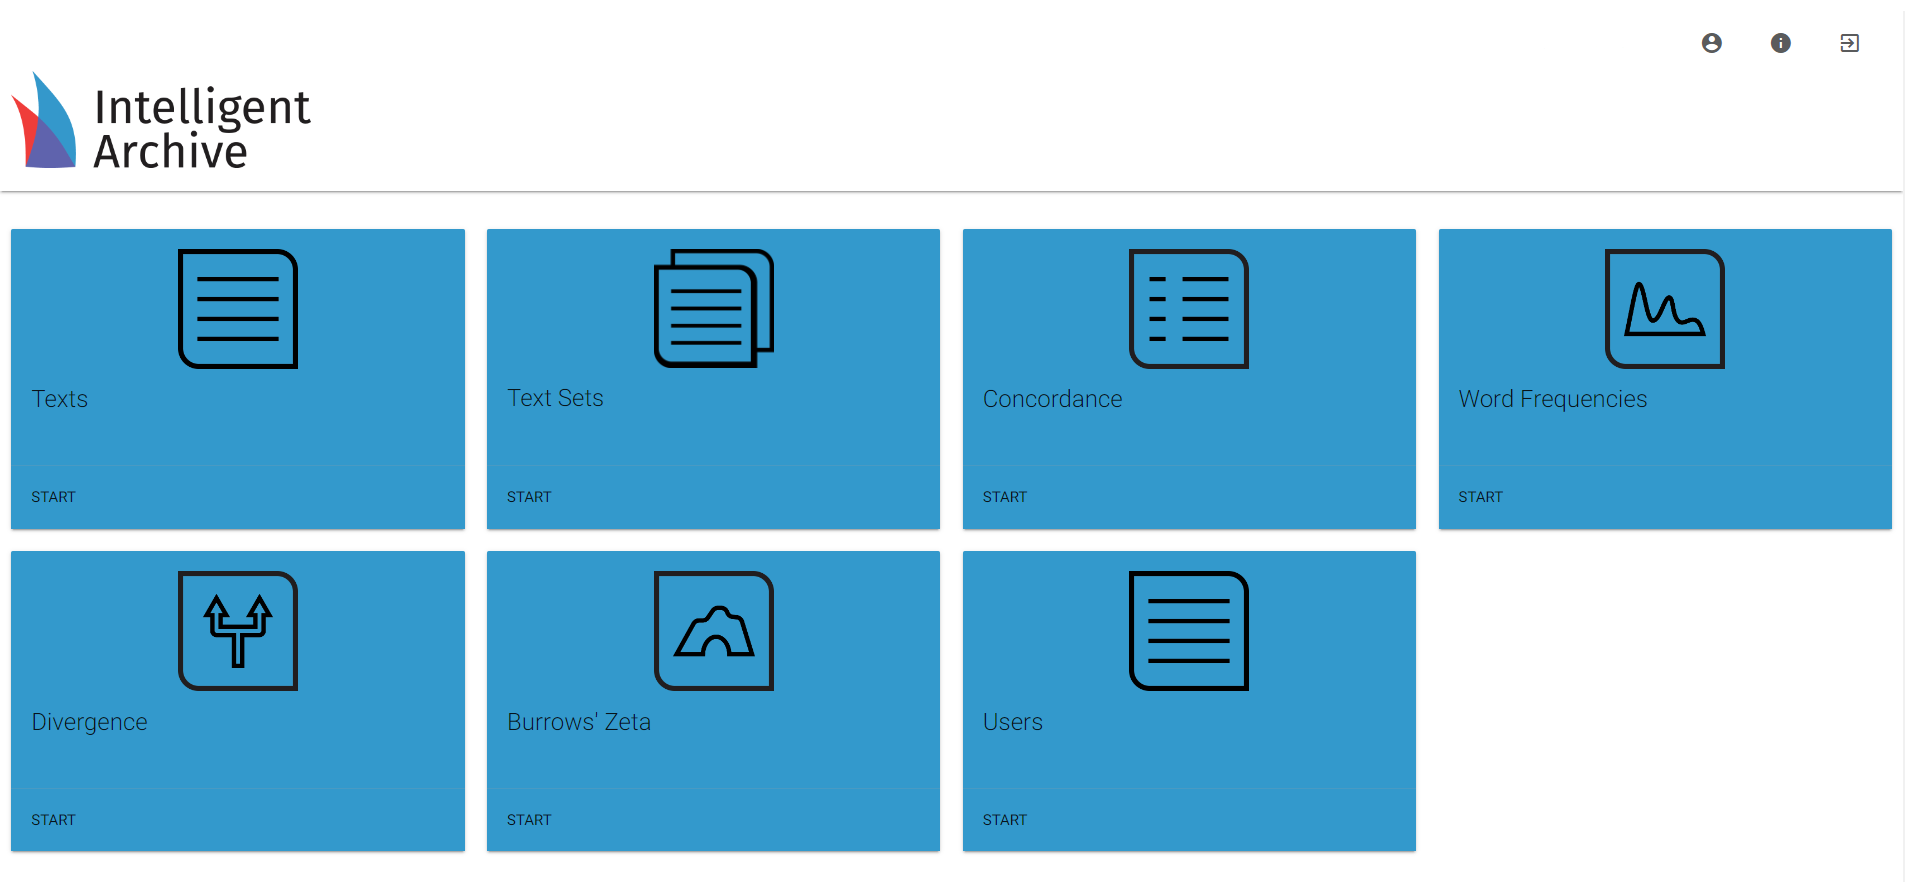 Intelligent
Archive
Texts
START
Text Sets
START
Concordance
START
Word Frequencies
START
Divergence
START
Burrows' Zeta
START
Users
START